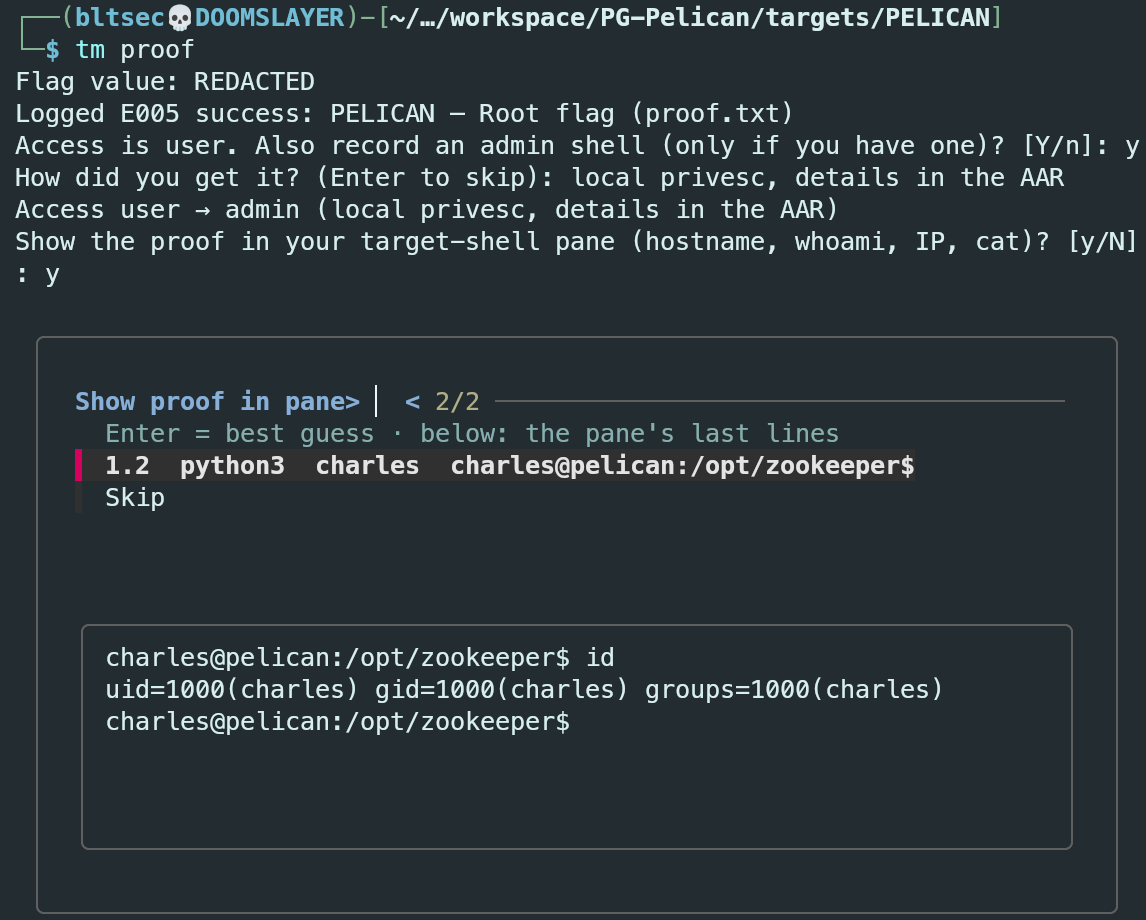 ┌──(bltsec💀DOOMSLAYER)-[~/…/workspace/PG-Pelican/targets/PELICAN]
└─$ tm proof
Flag value: REDACTED
Logged E005 success: PELICAN — Root flag (proof.txt)
Access is user. Also record an admin shell (only if you have one)? [Y/n]: y
How did you get it? (Enter to skip): local privesc, details in the AAR
Access user → admin (local privesc, details in the AAR)
Show the proof in your target-shell pane (hostname, whoami, IP, cat)? [y/N]
: y
Show proof in pane> < 2/2
Enter = best guess · below: the pane's last lines
1.2 python3 charles charles@pelican:/opt/zookeeper$
Skip
charles@pelican:/opt/zookeeper$ id
uid=1000(charles) gid=1000(charles) groups=1000(charles)
charles@pelican:/opt/zookeeper$